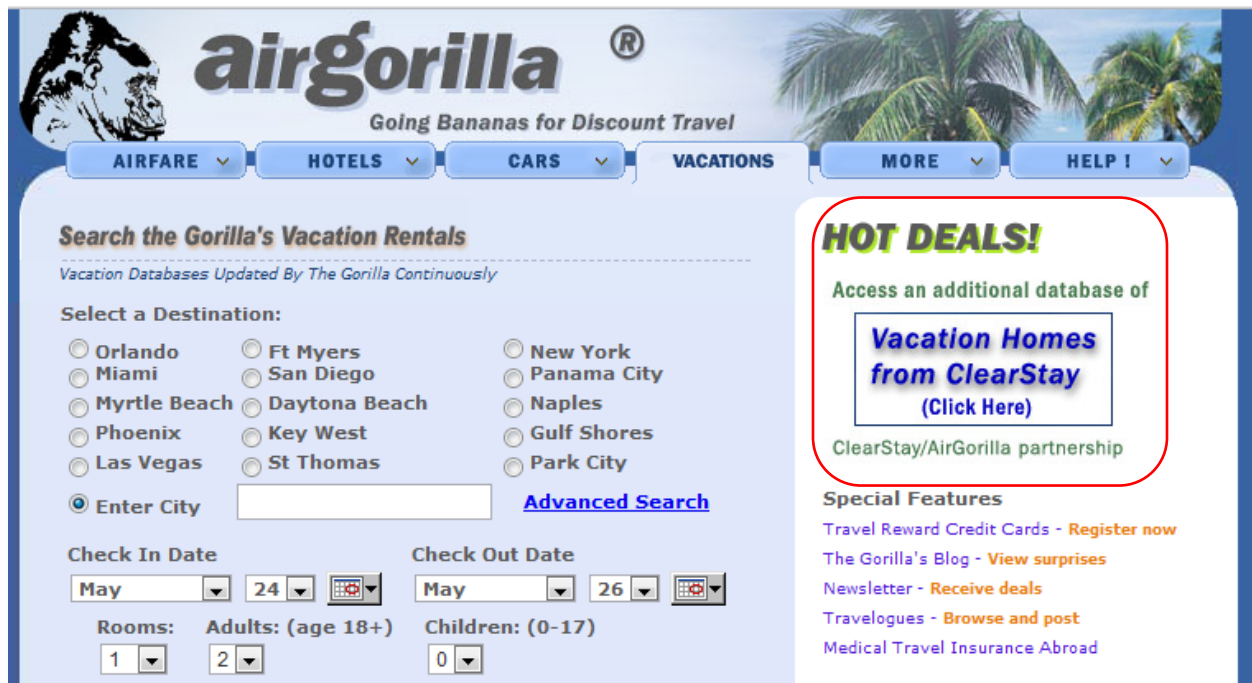 airgorilla ®
Going Bananas for Discount Travel
AIRFARE HOTELS CARS VACATIONS MORE HELP !
Search the Gorilla's Vacation Rentals
Vacation Databases Updated By The Gorilla Continuously
Select a Destination:
Orlando Ft Myers New York
Miami San Diego Panama City
Myrtle Beach Daytona Beach Naples
Phoenix Key West Gulf Shores
Las Vegas St Thomas Park City
Enter City Advanced Search
Check In Date Check Out Date
May 24 May 26
Rooms: Adults: (age 18+) Children: (0-17)
1 2 0
HOT DEALS!
Access an additional database of
Vacation Homes
from ClearStay
(Click Here)
ClearStay/AirGorilla partnership
Special Features
Travel Reward Credit Cards - Register now
The Gorilla's Blog - View surprises
Newsletter - Receive deals
Travelogues - Browse and post
Medical Travel Insurance Abroad